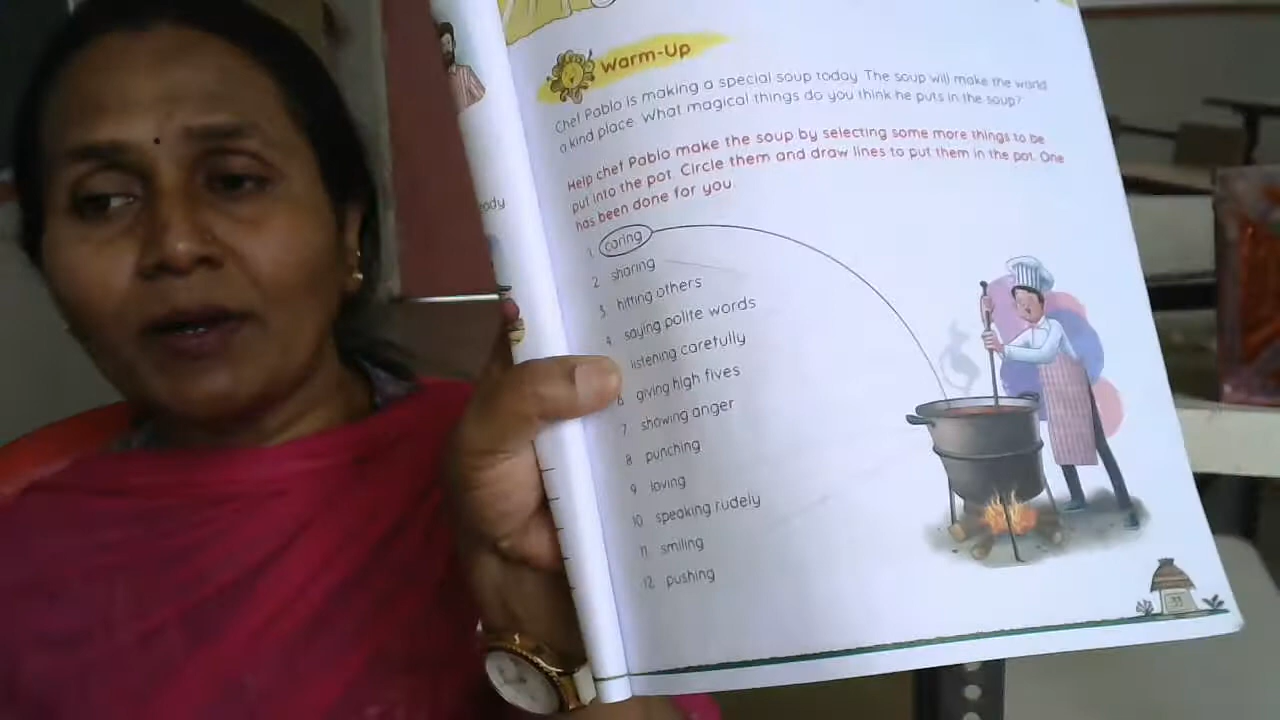 Warm-Up
Chef Pablo is making a special soup today. The soup will make the world
a kind place. What magical things do you think he puts in the soup?
Help chef Pablo make the soup by selecting some more things to be
put into the pot. Circle them and draw lines to put them in the pot. One
has been done for you.
1 caring
2 sharing
3 hitting others
4 saying polite words
listening carefully
6 giving high fives
7 showing anger
8 punching
9 loving
10 speaking rudely
11 smiling
12 pushing
33